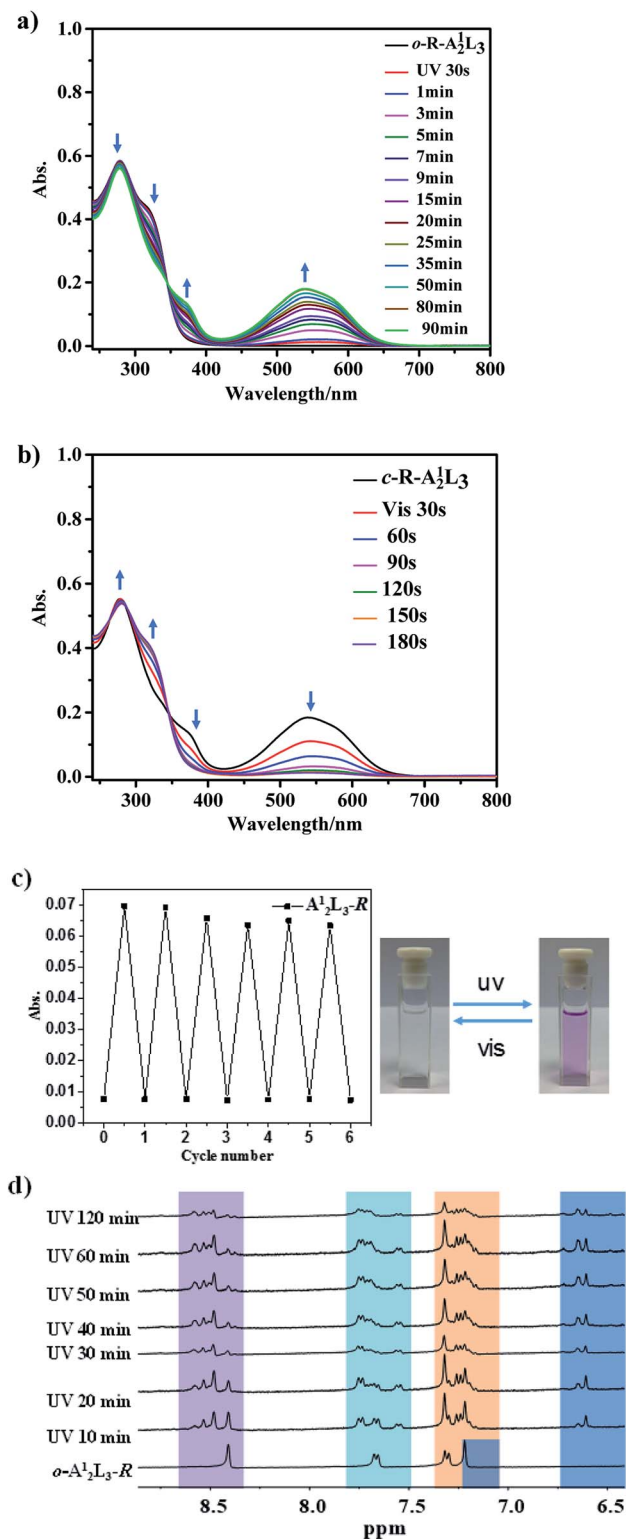 a)
1.0
0.8
0.6
0.4
0.2
0.0
Abs.
o-R-A¹₂L₃
UV 30s
1min
3min
5min
7min
9min
15min
20min
25min
35min
50min
80min
90min
300 400 500 600 700 800
Wavelength/nm
b)
1.0
0.8
0.6
0.4
0.2
0.0
Abs.
c-R-A¹₂L₃
Vis 30s
60s
90s
120s
150s
180s
300 400 500 600 700 800
Wavelength/nm
c)
0.07
0.06
0.05
0.04
0.03
0.02
0.01
0.00
Abs.
A¹₂L₃-R
0 1 2 3 4 5 6
Cycle number
uv
vis
d)
UV 120 min
UV 60 min
UV 50 min
UV 40 min
UV 30 min
UV 20 min
UV 10 min
o-A¹₂L₃-R
8.5 8.0 7.5 7.0 6.5
ppm